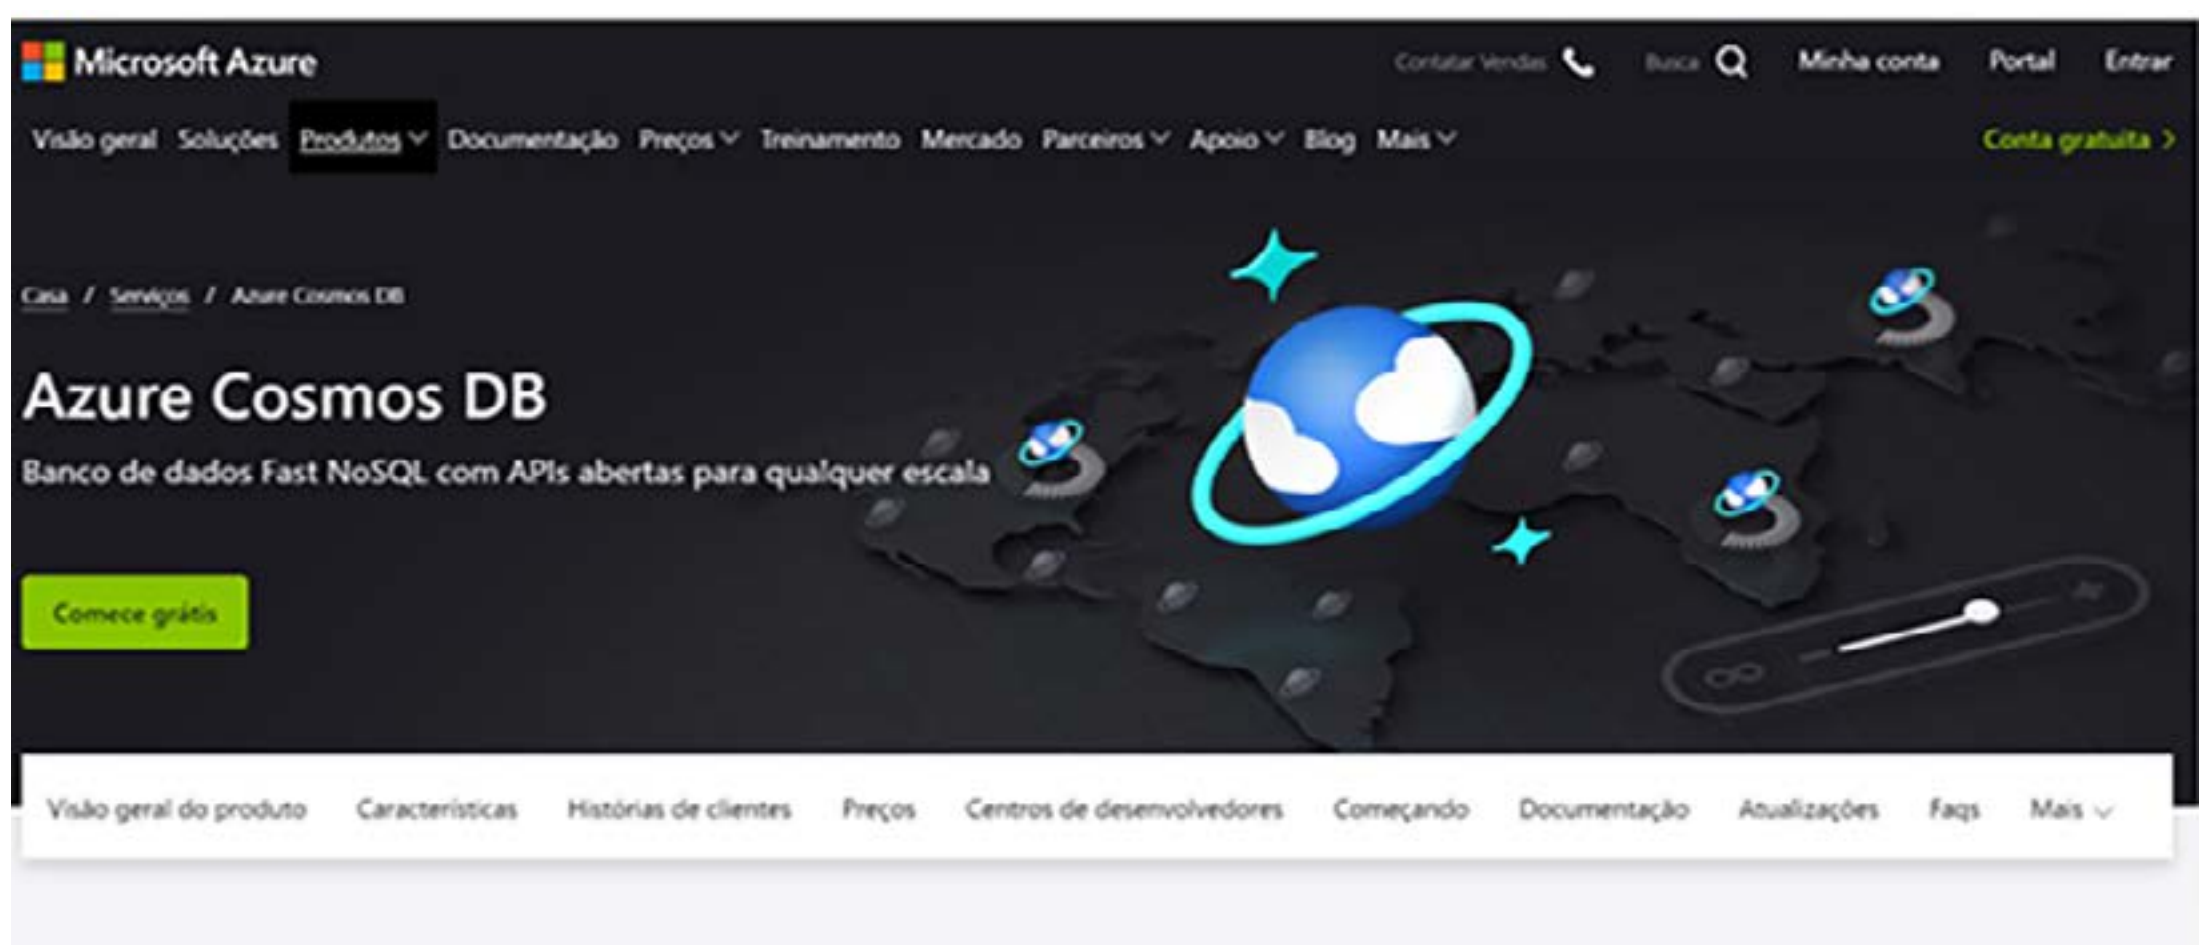 Microsoft Azure
Contatar Vendas Busca Minha conta Portal Entrar
Visão geral Soluções Produtos Documentação Preços Treinamento Mercado Parceiros Apoio Blog Mais Conta gratuita >
Casa / Serviços / Azure Cosmos DB
Azure Cosmos DB
Banco de dados Fast NoSQL com APIs abertas para qualquer escala
Comece grátis
Visão geral do produto Características Histórias de clientes Preços Centros de desenvolvedores Começando Documentação Atualizações Faqs Mais